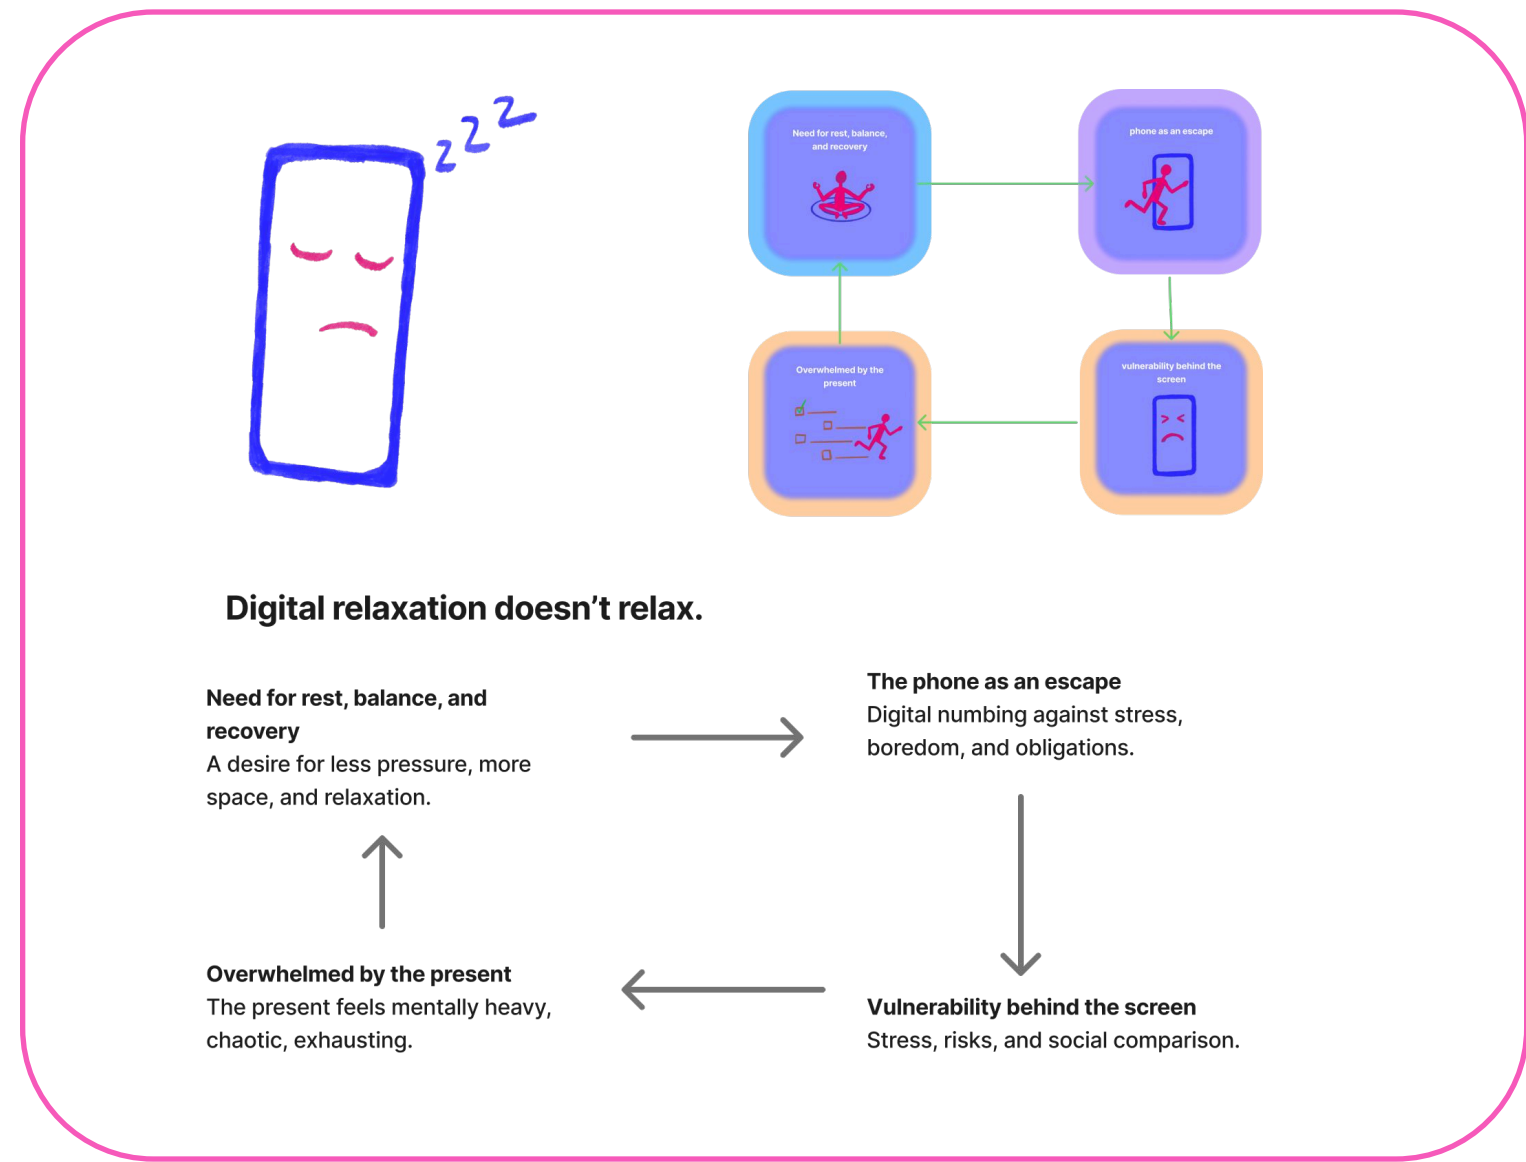 z z z
Need for rest, balance,
and recovery
phone as an escape
Overwhelmed by the
present
vulnerability behind the
screen
Digital relaxation doesn’t relax.
Need for rest, balance, and
recovery
A desire for less pressure, more
space, and relaxation.
The phone as an escape
Digital numbing against stress,
boredom, and obligations.
Overwhelmed by the present
The present feels mentally heavy,
chaotic, exhausting.
Vulnerability behind the screen
Stress, risks, and social comparison.